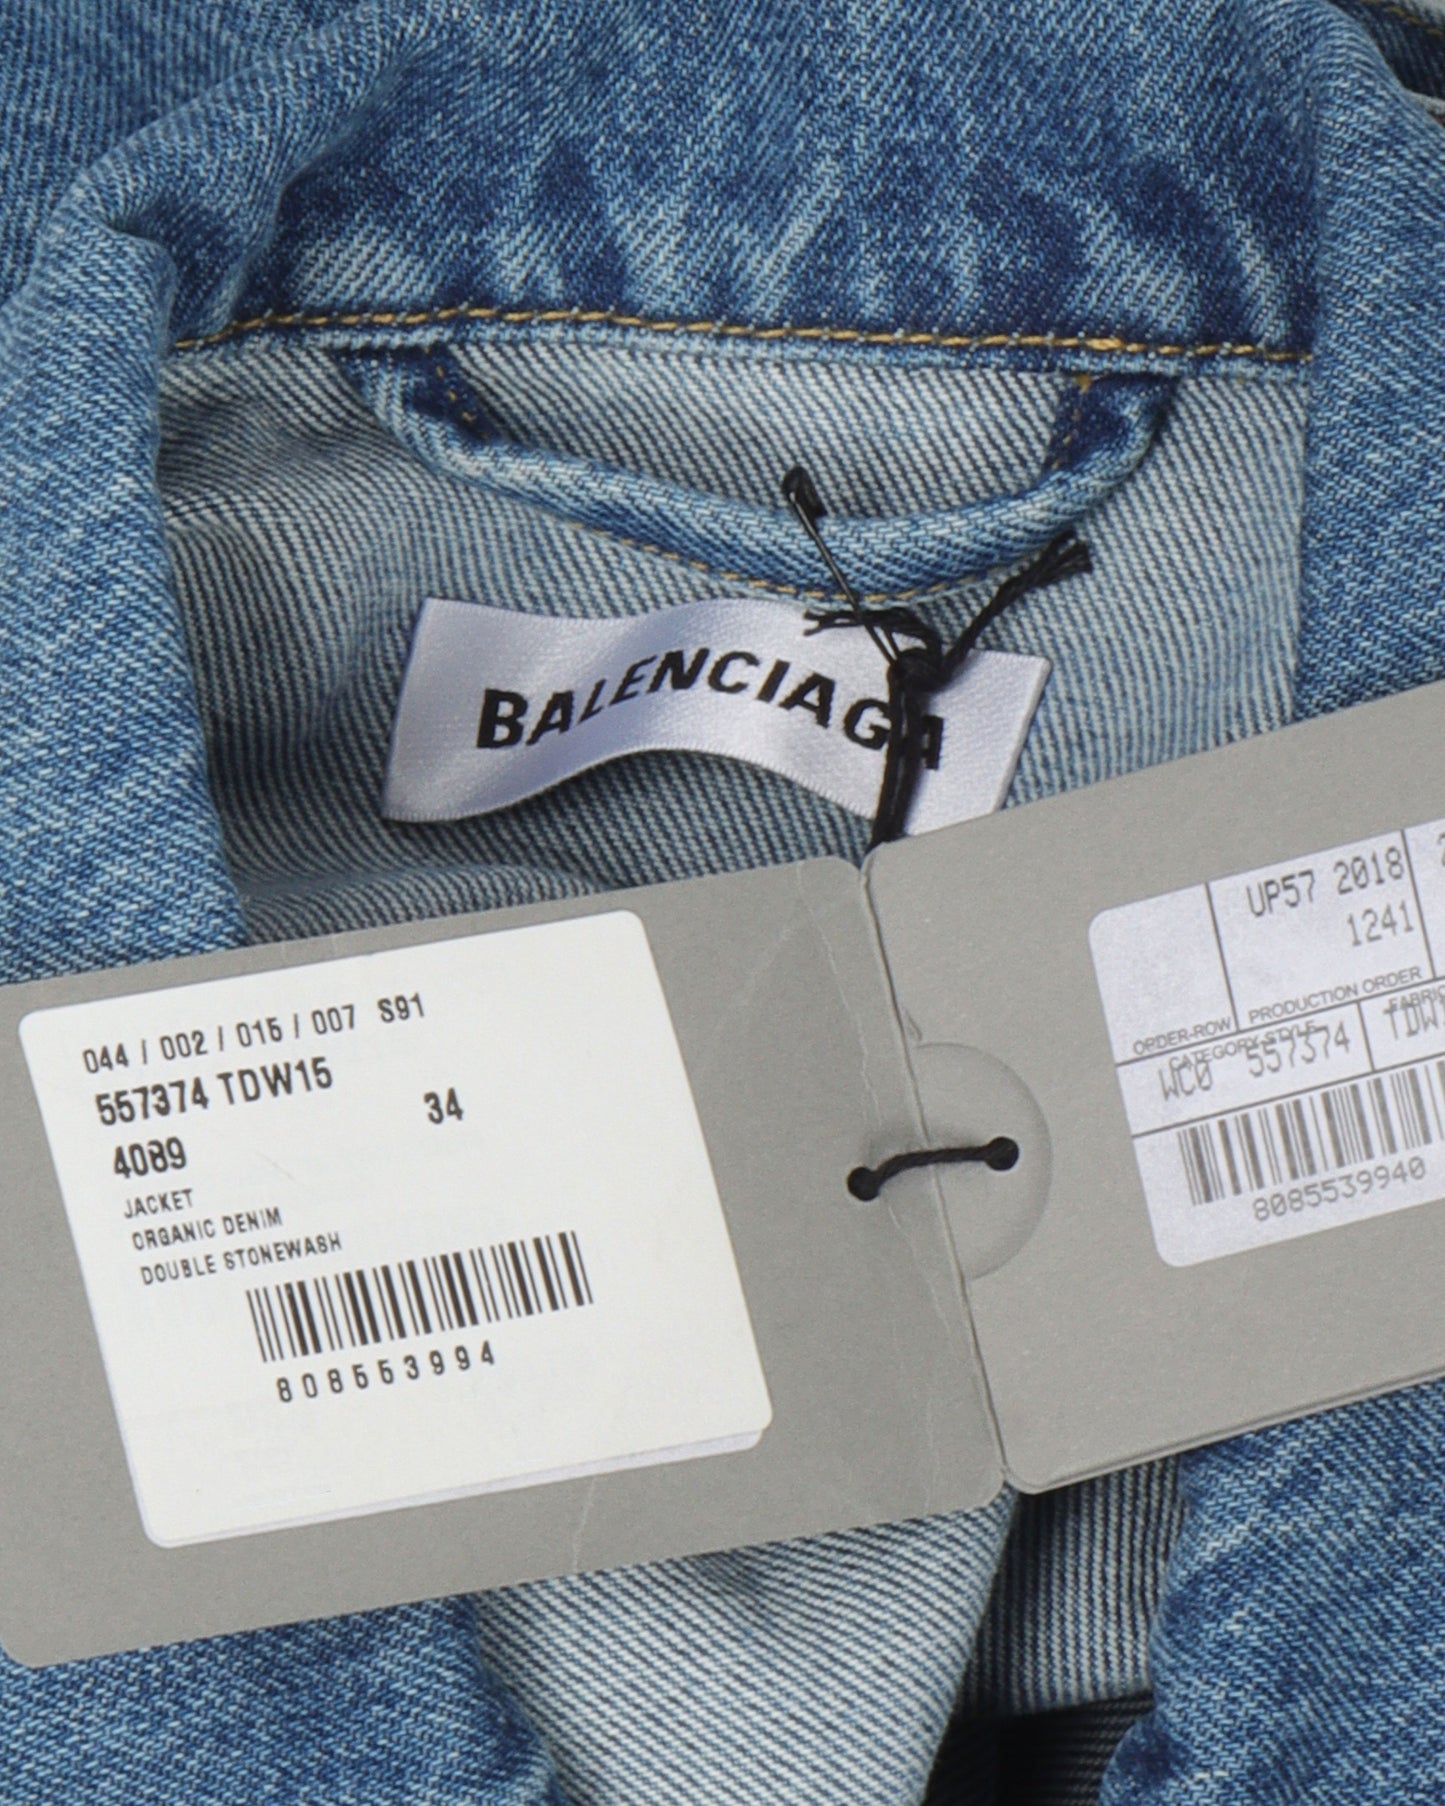 BALENCIAGA
044 / 002 / 015 / 007 S91
557374 TDW15
4089 34
JACKET
ORGANIC DENIM
DOUBLE STONEWASH
808553994
UP57 2018
1241
ORDER-ROW PRODUCTION ORDER
CATEGORY-STYLE
WC0 557374
8085539940